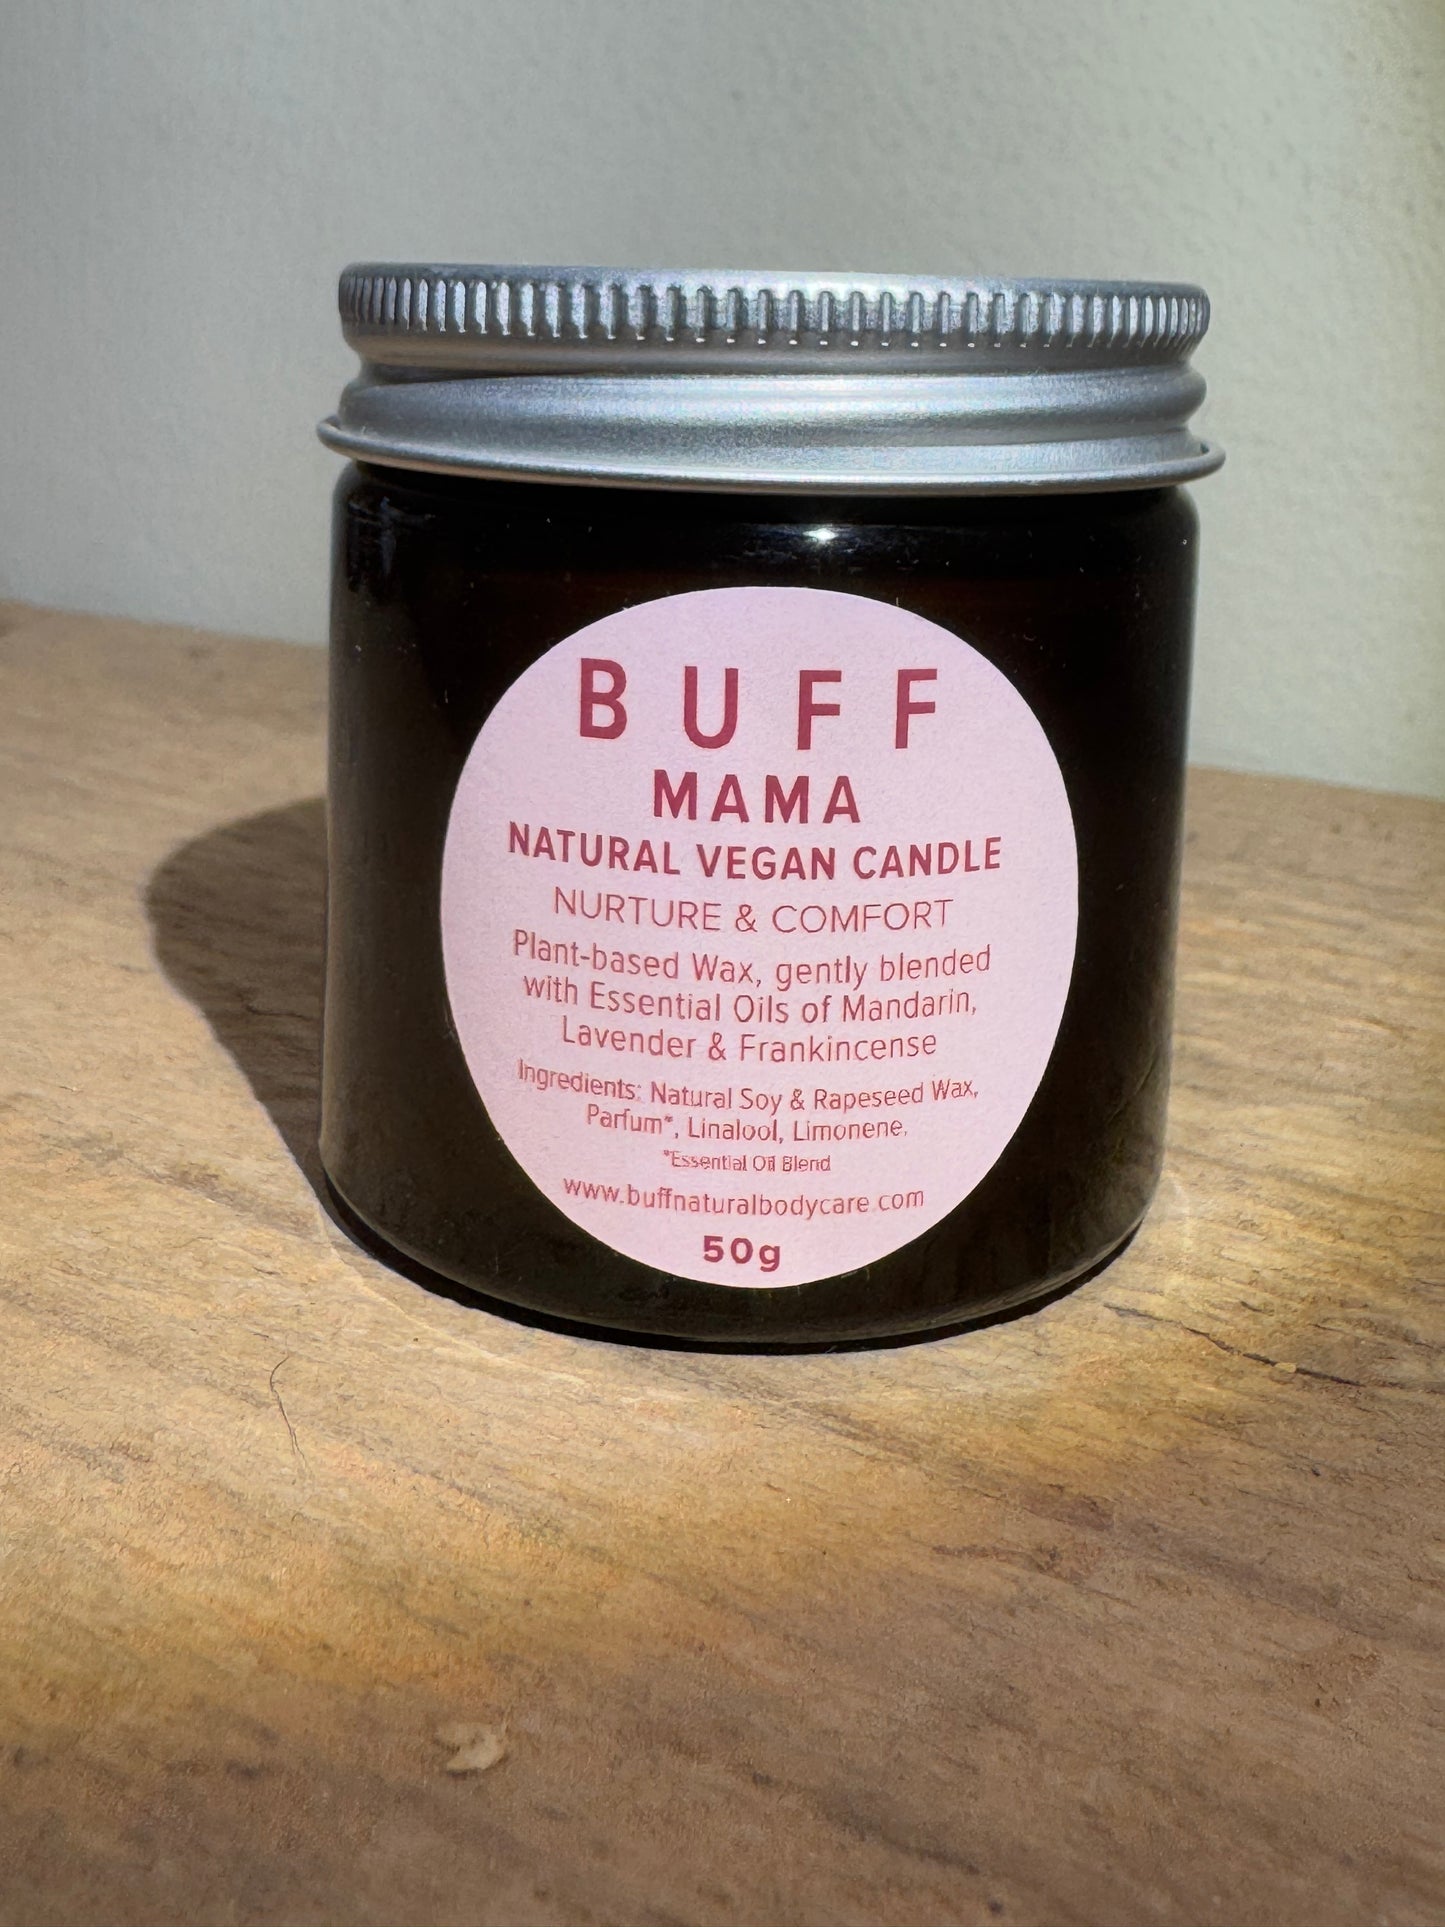 BUFF
MAMA
NATURAL VEGAN CANDLE
NURTURE & COMFORT
Plant-based Wax, gently blended
with Essential Oils of Mandarin,
Lavender & Frankincense
Ingredients: Natural Soy & Rapeseed Wax,
Parfum*, Linalool, Limonene.
*Essential Oil Blend
www.buffnaturalbodycare.com
50g